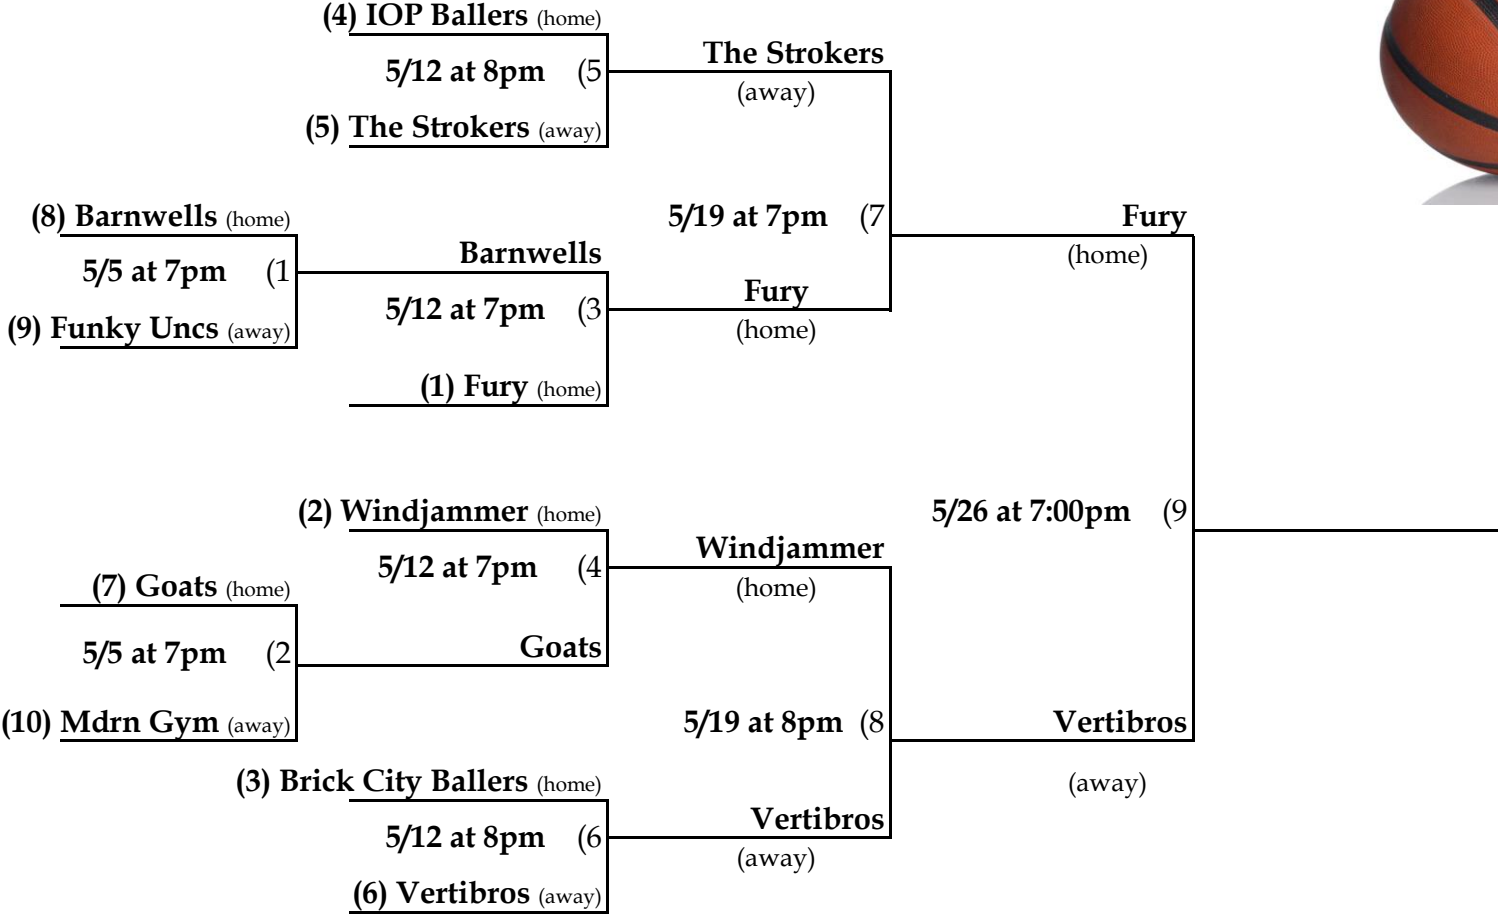 (4) IOP Ballers (home)
The Strokers
5/12 at 8pm (5
(away)
(5) The Strokers (away)
(8) Barnwells (home)
5/19 at 7pm (7
Fury
(home)
Barnwells
5/5 at 7pm (1
Fury
5/12 at 7pm (3
(9) Funky Uncs (away)
(home)
(1) Fury (home)
(2) Windjammer (home)
5/26 at 7:00pm (9
Windjammer
5/12 at 7pm (4
(7) Goats (home)
(home)
Goats
5/5 at 7pm (2
(10) Mdrn Gym (away)
5/19 at 8pm (8
Vertibros
(3) Brick City Ballers (home)
(away)
Vertibros
5/12 at 8pm (6
(away)
(6) Vertibros (away)